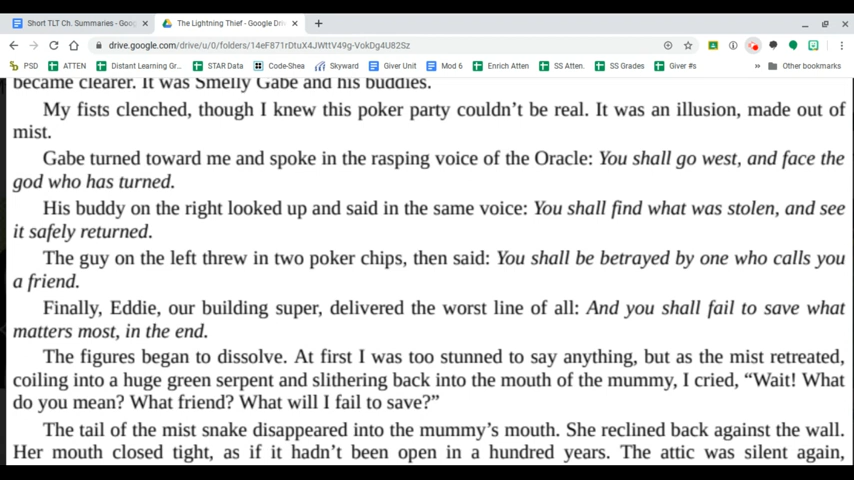 Short TLT Ch. Summaries - Goog
The Lightning Thief - Google Driv
drive.google.com/drive/u/0/folders/14eF871rDtuX4JWttV49g-VokDg4U82Sz
PSD ATTEN Distant Learning Gr... STAR Data Code-Shea Skyward Giver Unit Mod 6 Enrich Atten SS Atten. SS Grades Giver #s » Other bookmarks
became clearer. It was Smelly Gabe and his buddies.
My fists clenched, though I knew this poker party couldn't be real. It was an illusion, made out of
mist.
Gabe turned toward me and spoke in the rasping voice of the Oracle: You shall go west, and face the
god who has turned.
His buddy on the right looked up and said in the same voice: You shall find what was stolen, and see
it safely returned.
The guy on the left threw in two poker chips, then said: You shall be betrayed by one who calls you
a friend.
Finally, Eddie, our building super, delivered the worst line of all: And you shall fail to save what
matters most, in the end.
The figures began to dissolve. At first I was too stunned to say anything, but as the mist retreated,
coiling into a huge green serpent and slithering back into the mouth of the mummy, I cried, “Wait! What
do you mean? What friend? What will I fail to save?”
The tail of the mist snake disappeared into the mummy's mouth. She reclined back against the wall.
Her mouth closed tight, as if it hadn't been open in a hundred years. The attic was silent again,